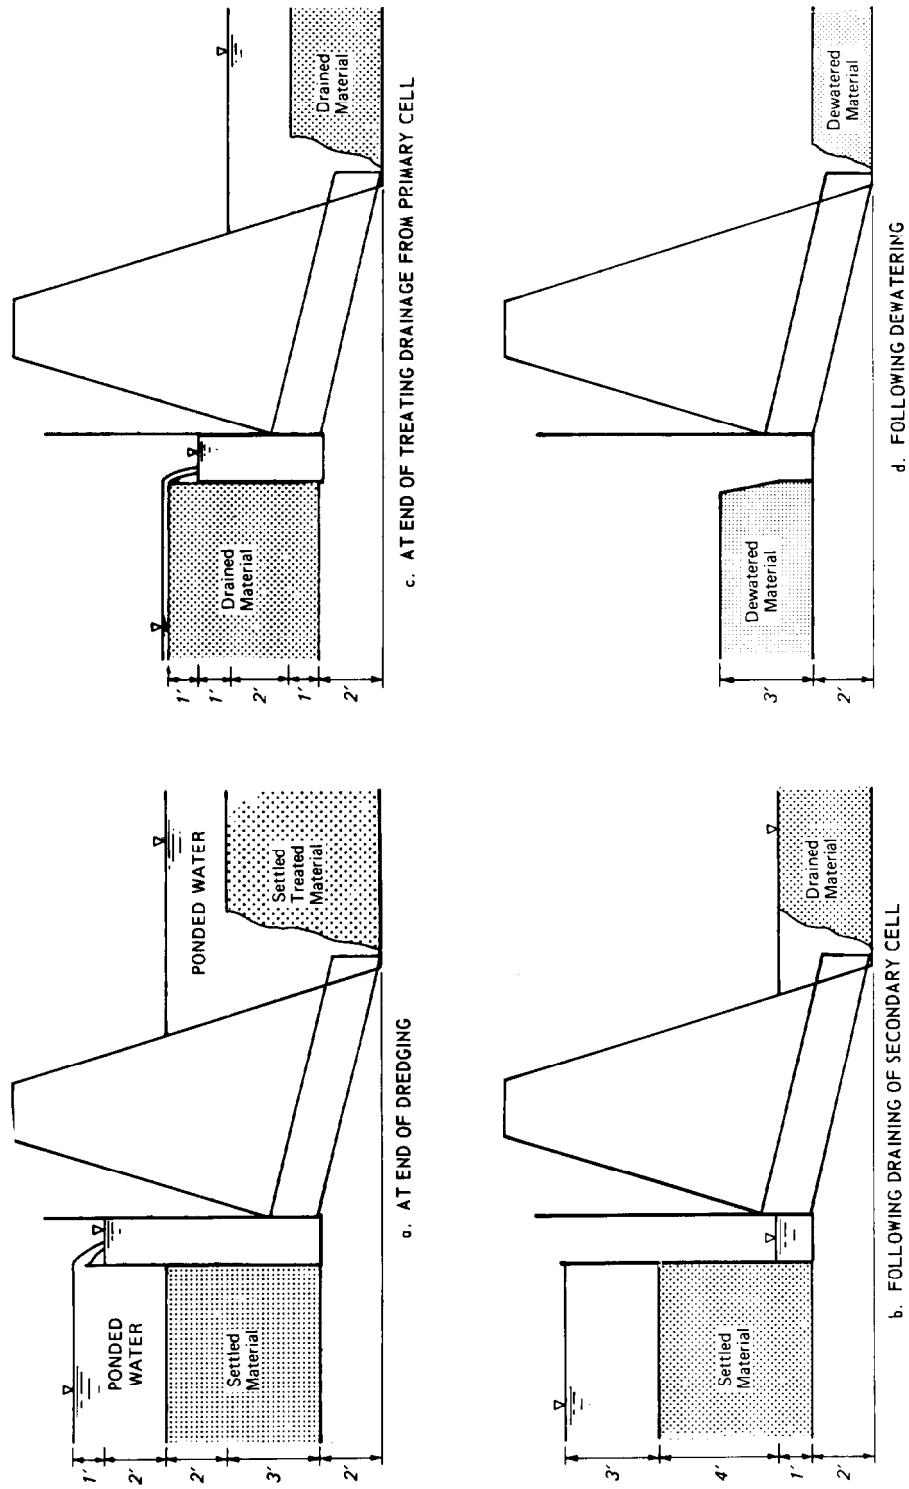 1'
2'
2'
3'
2'
PONDED
WATER
Settled
Material
PONDED WATER
Settled
Treated
Material
a. AT END OF DREDGING
3'
4'
1'
2'
Settled
Material
Drained
Material
b. FOLLOWING DRAINING OF SECONDARY CELL
1'
1'
2'
1'
2'
Drained
Material
Drained
Material
c. AT END OF TREATING DRAINAGE FROM PRIMARY CELL
3'
2'
Dewatered
Material
Dewatered
Material
d. FOLLOWING DEWATERING